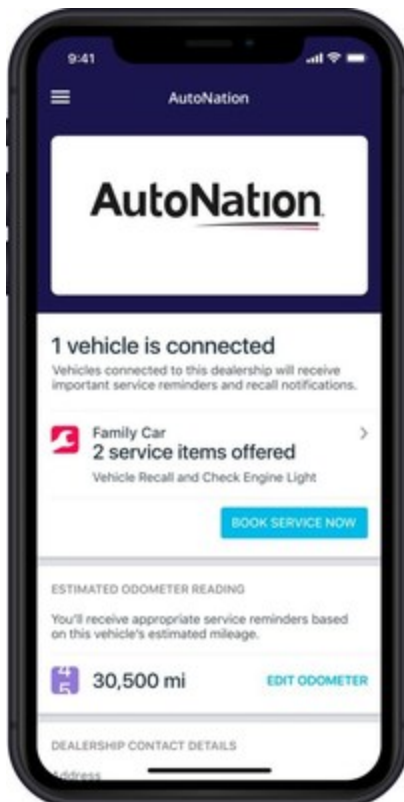 9:41
AutoNation
AutoNation
1 vehicle is connected
Vehicles connected to this dealership will receive
important service reminders and recall notifications.
Family Car
2 service items offered
Vehicle Recall and Check Engine Light
BOOK SERVICE NOW
ESTIMATED ODOMETER READING
You'll receive appropriate service reminders based
on this vehicle's estimated mileage.
4
5
30,500 mi
EDIT ODOMETER
DEALERSHIP CONTACT DETAILS
Address